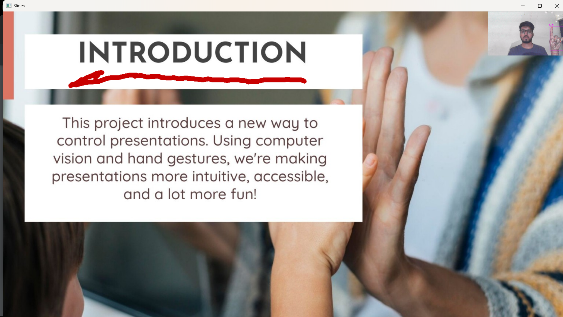 INTRODUCTION
This project introduces a new way to
control presentations. Using computer
vision and hand gestures, we're making
presentations more intuitive, accessible,
and a lot more fun!